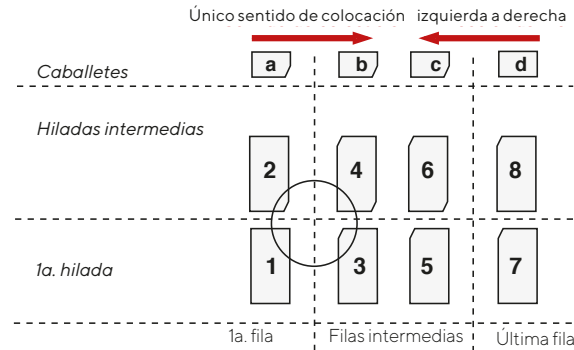 Único sentido de colocación izquierda a derecha
a b c d
Caballetes
Hiladas intermedias
2 4 6 8
1a. hilada
1 3 5 7
1a. fila Filas intermedias Última fila